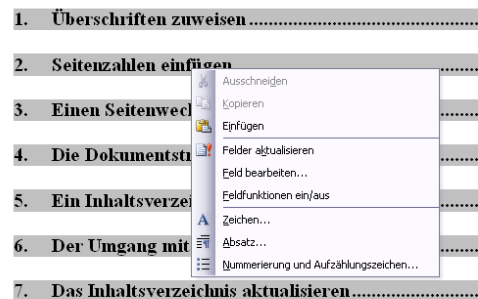 1. Überschriften zuweisen
2. Seitenzahlen einfügen
Ausschneiden
Kopieren
3. Einen Seitenwecl
Einfügen
4. Die Dokumentstr
Felder aktualisieren
Feld bearbeiten...
5. Ein Inhaltsverzei
Feldfunktionen ein/aus
Zeichen...
6. Der Umgang mit
Absatz...
Nummerierung und Aufzählungszeichen...
7. Das Inhaltsverzeichnis aktualisieren